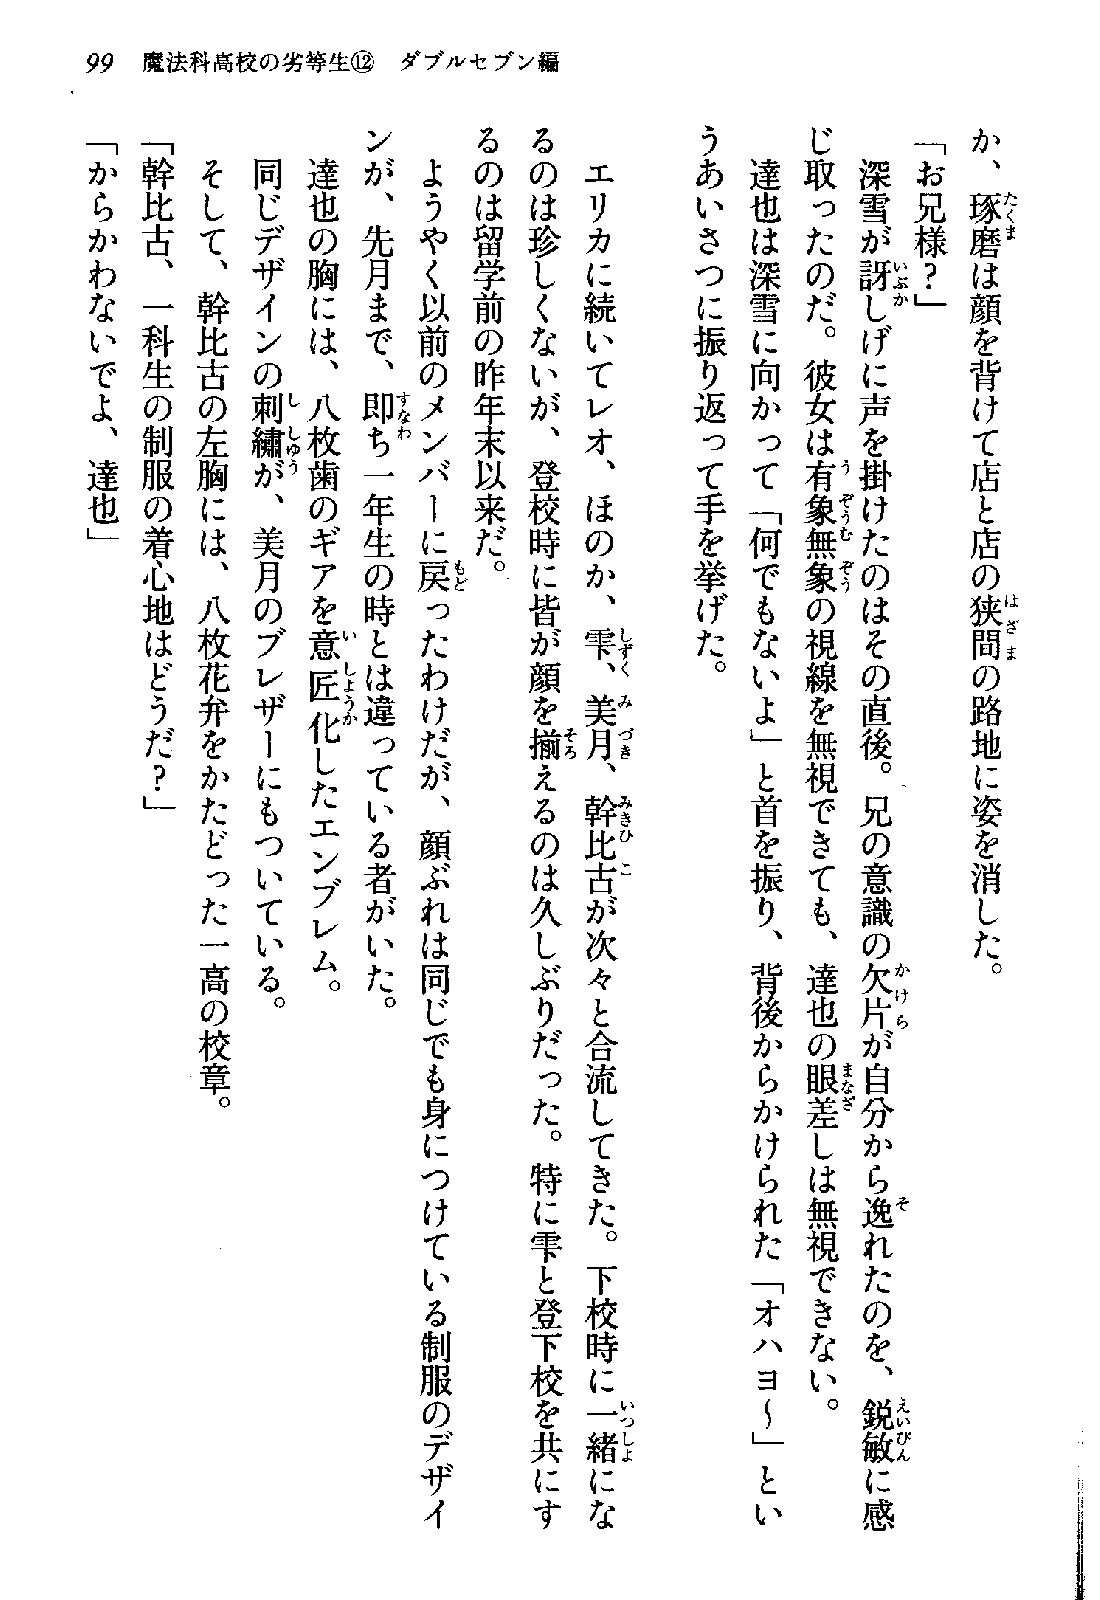 99　魔法科高校の劣等生⑫　ダブルセブン編
か、琢磨は顔を背けて店と店の狭間の路地に姿を消した。
「お兄様？」
　深雪が訝しげに声を掛けたのはその直後。兄の意識の欠片が自分から逸れたのを、鋭敏に感
じ取ったのだ。彼女は有象無象の視線を無視できても、達也の眼差しは無視できない。
　達也は深雪に向かって「何でもないよ」と首を振り、背後からかけられた「オハヨ～」とい
うあいさつに振り返って手を挙げた。
　エリカに続いてレオ、ほのか、雫、美月、幹比古が次々と合流してきた。下校時に一緒にな
るのは珍しくないが、登校時に皆が顔を揃えるのは久しぶりだった。特に雫と登下校を共にす
るのは留学前の昨年末以来だ。
　ようやく以前のメンバーに戻ったわけだが、顔ぶれは同じでも身につけている制服のデザイ
ンが、先月まで、即ち一年生の時とは違っている者がいた。
　達也の胸には、八枚歯のギアを意匠化したエンブレム。
　同じデザインの刺繍が、美月のブレザーにもついている。
　そして、幹比古の左胸には、八枚花弁をかたどった一高の校章。
「幹比古、一科生の制服の着心地はどうだ？」
「からかわないでよ、達也」